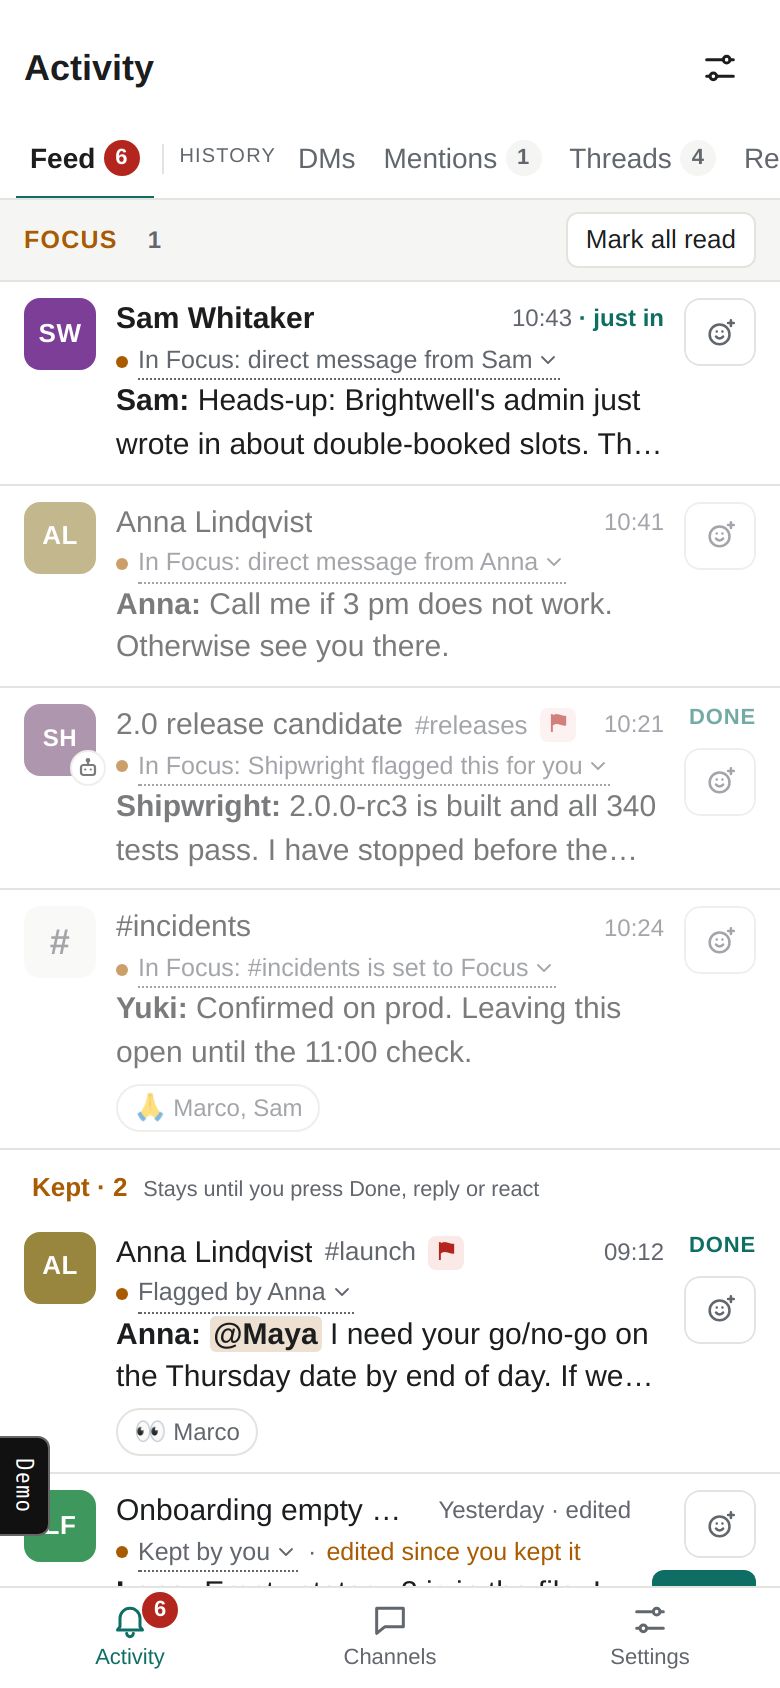 Activity
Feed 6 HISTORY DMs Mentions 1 Threads 4 Re
FOCUS 1 Mark all read
SW Sam Whitaker 10:43 · just in
In Focus: direct message from Sam
Sam: Heads-up: Brightwell's admin just
wrote in about double-booked slots. Th…
AL Anna Lindqvist 10:41
In Focus: direct message from Anna
Anna: Call me if 3 pm does not work.
Otherwise see you there.
SH 2.0 release candidate #releases 10:21 DONE
In Focus: Shipwright flagged this for you
Shipwright: 2.0.0-rc3 is built and all 340
tests pass. I have stopped before the…
# #incidents 10:24
In Focus: #incidents is set to Focus
Yuki: Confirmed on prod. Leaving this
open until the 11:00 check.
🙏 Marco, Sam
Kept · 2 Stays until you press Done, reply or react
AL Anna Lindqvist #launch 09:12 DONE
Flagged by Anna
Anna: @Maya I need your go/no-go on
the Thursday date by end of day. If we…
👀 Marco
Demo
LF Onboarding empty … Yesterday · edited
Kept by you · edited since you kept it
6
Activity Channels Settings